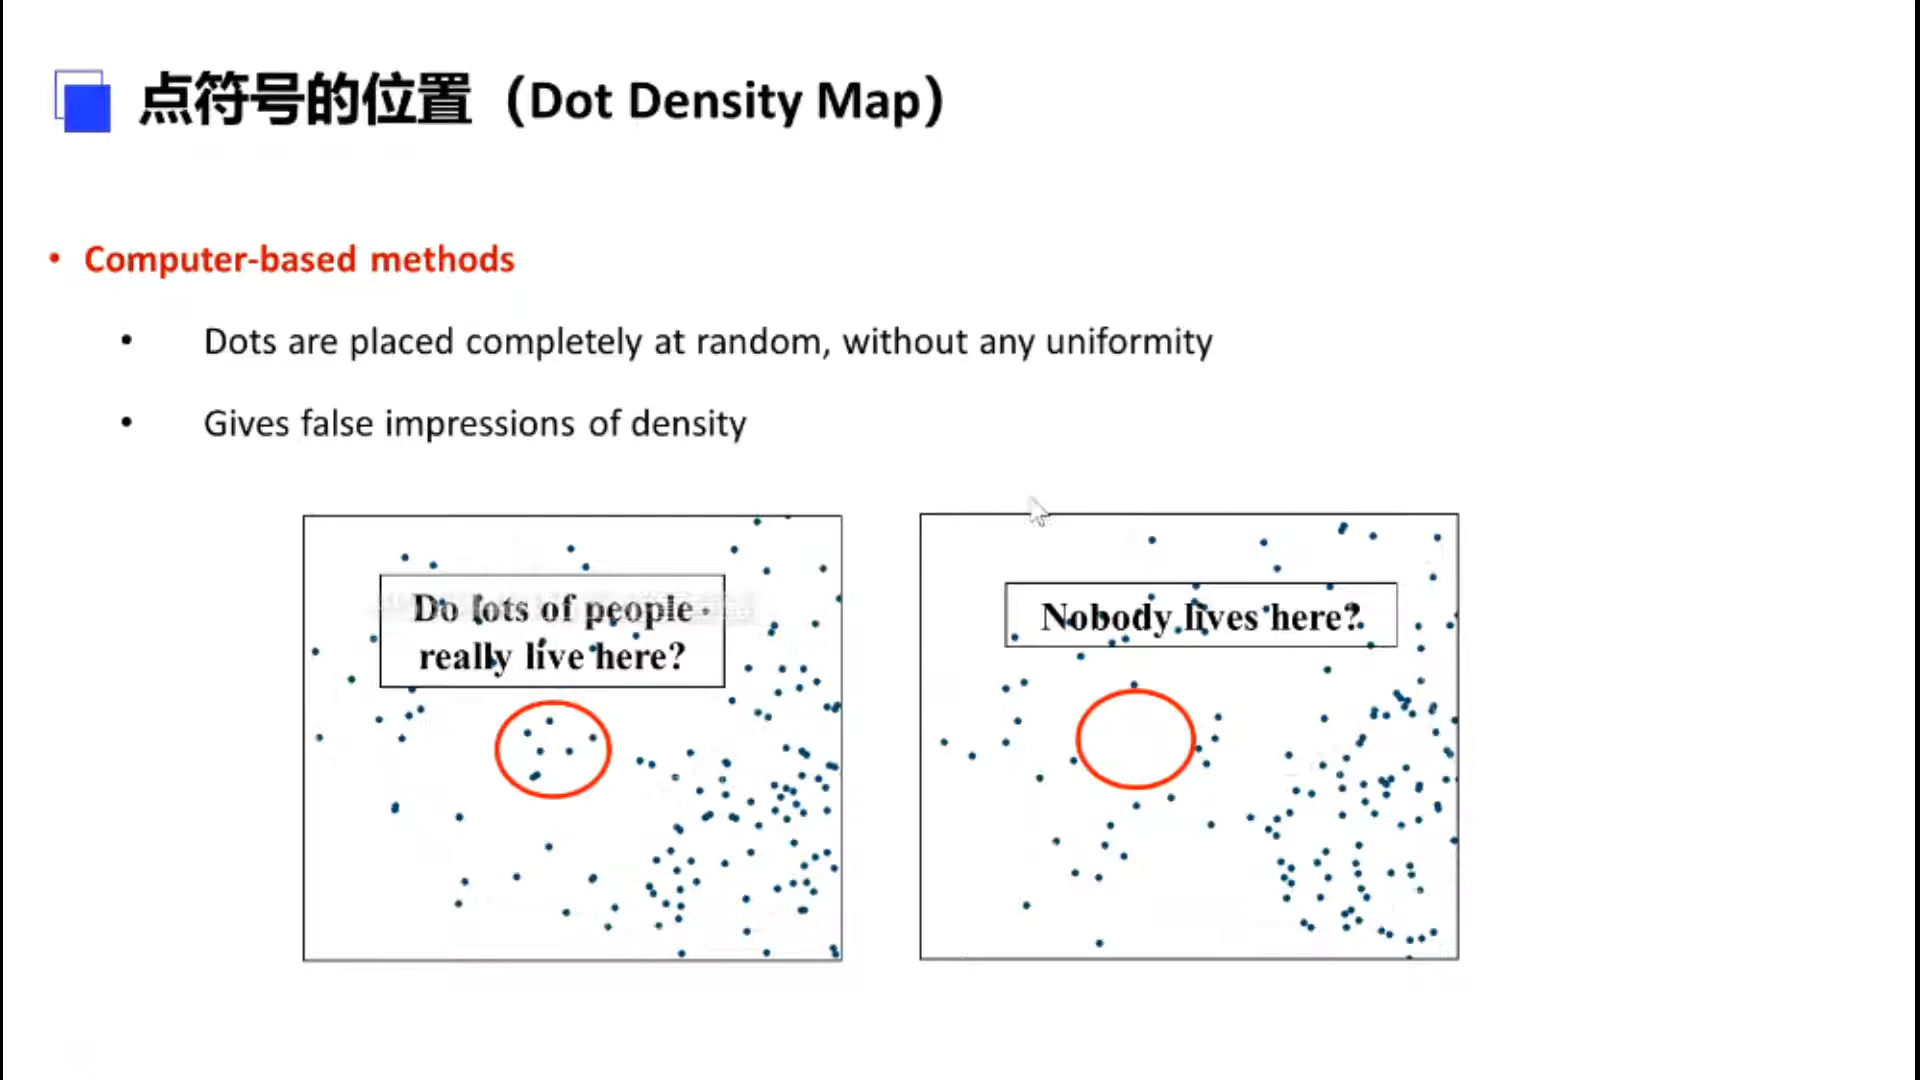 点符号的位置（Dot Density Map）
• Computer-based methods
• Dots are placed completely at random, without any uniformity
• Gives false impressions of density
Do lots of people
really live here?
Nobody lives here?